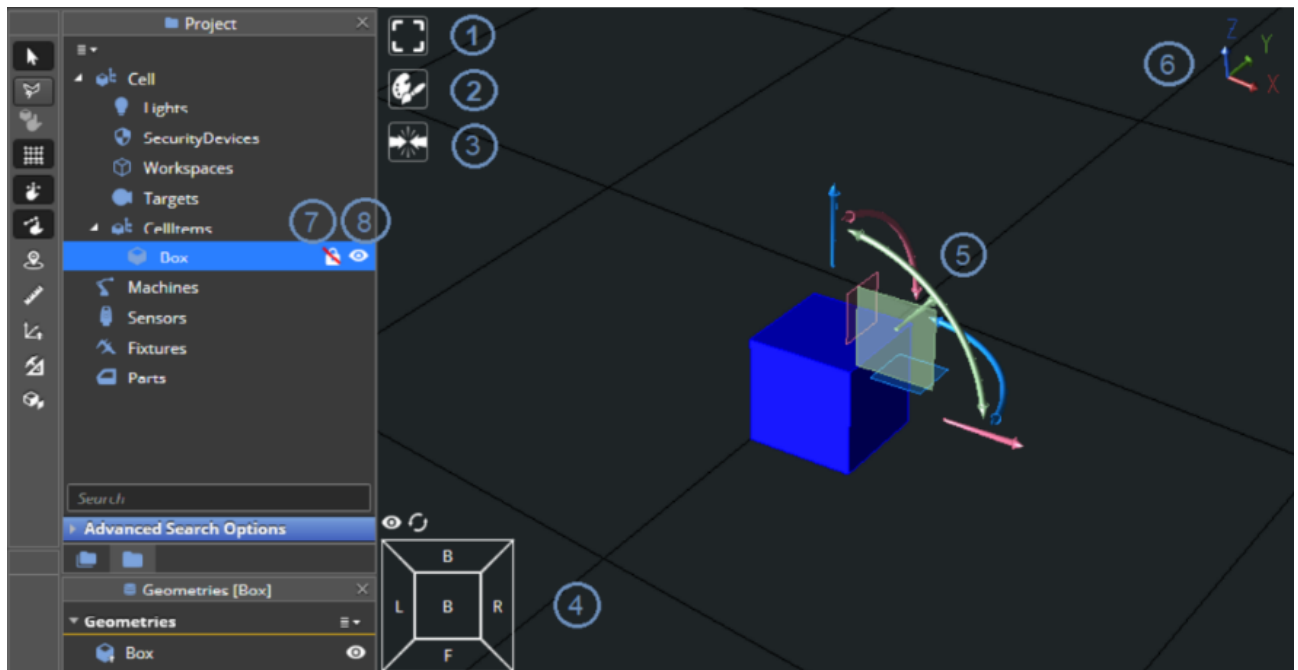 Project
Cell
Lights
SecurityDevices
Workspaces
Targets
CellItems
Box
Machines
Sensors
Fixtures
Parts
Search
Advanced Search Options
Geometries [Box]
Geometries
Box
1
2
3
4
5
6
7
8
Z
Y
X
B
L
B
R
F